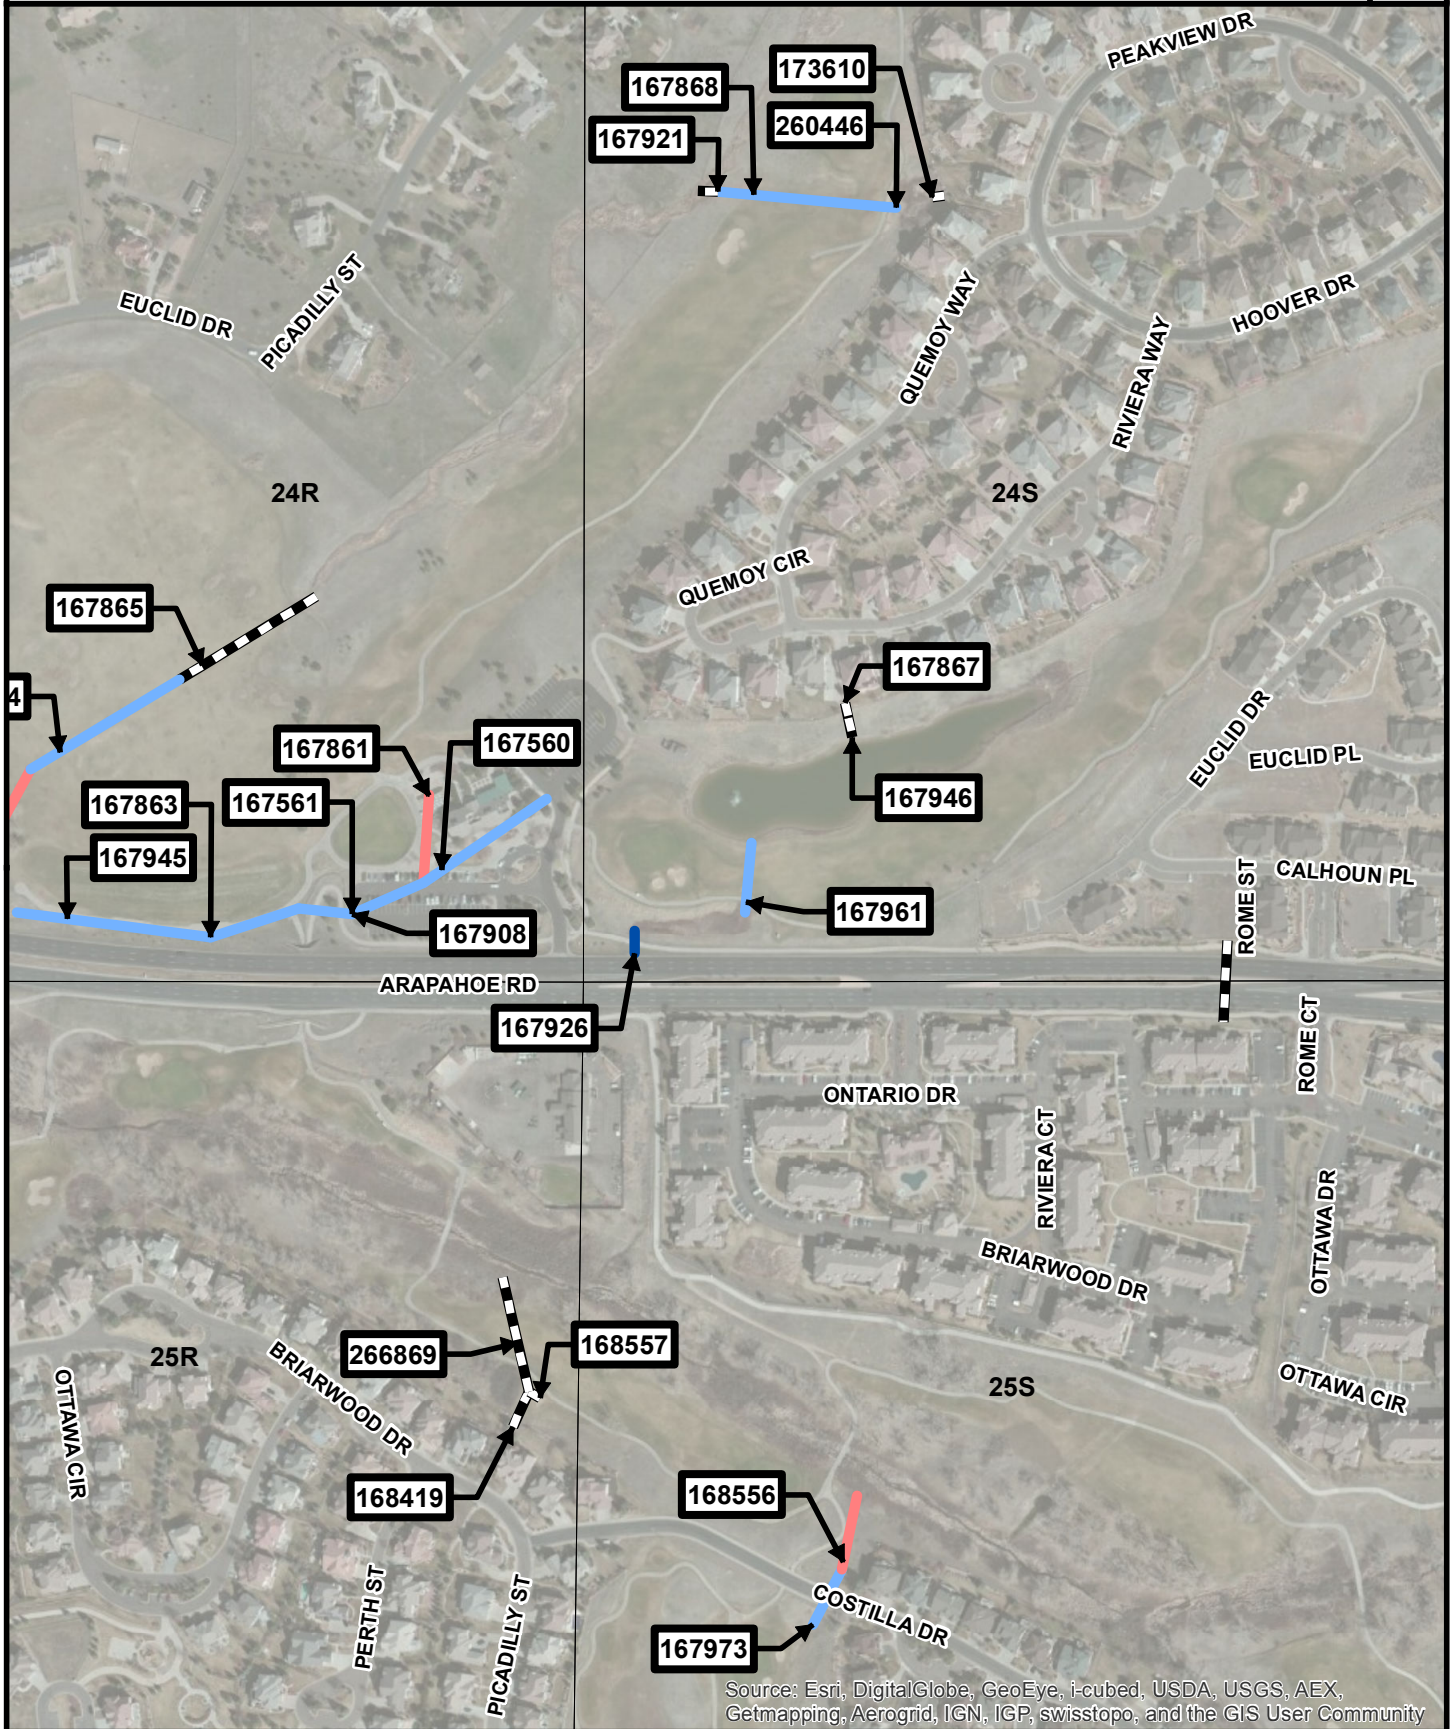 PEAKVIEW DR
173610
167868
260446
167921
EUCLID DR
PICADILLY ST
QUEMOY WAY
HOOVER DR
RIVIERA WAY
24R
24S
QUEMOY CIR
167865
167867
4
EUCLID DR
EUCLID PL
167861
167560
167863
167561
167946
167945
CALHOUN PL
ROME ST
167908
167961
ARAPAHOE RD
167926
ROME CT
ONTARIO DR
RIVIERA CT
OTTAWA DR
BRIARWOOD DR
266869
168557
25R
BRIARWOOD DR
25S
OTTAWA CIR
OTTAWA CIR
168419
168556
PERTH ST
PICADILLY ST
COSTILLA DR
167973
Source: Esri, DigitalGlobe, GeoEye, i-cubed, USDA, USGS, AEX,
Getmapping, Aerogrid, IGN, IGP, swisstopo, and the GIS User Community